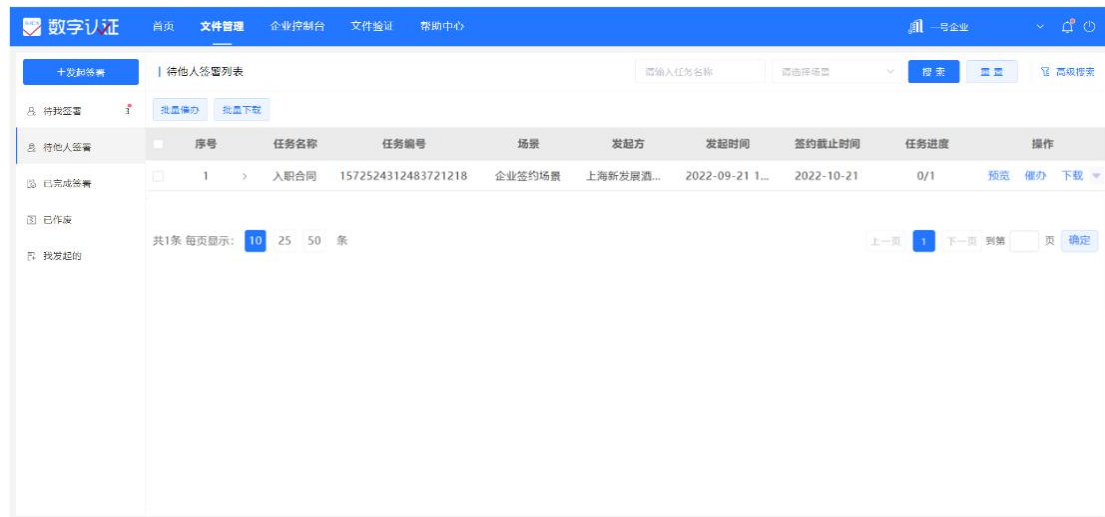 数字认证 首页 文件管理 企业控制台 文件验证 帮助中心 一号企业
十发起签署 待他人签署列表 请输入任务名称 请选择场景 搜索 重置 高级搜索
待我签署 3 批量催办 批量下载
待他人签署 序号 任务名称 任务编号 场景 发起方 发起时间 签约截止时间 任务进度 操作
已完成签署 1 > 入职合同 1572524312483721218 企业签约场景 上海新发展酒... 2022-09-21 1... 2022-10-21 0/1 预览 催办 下载
已作废
共1条 每页显示: 10 25 50 条 上一页 1 下一页 到第 页 确定
我发起的